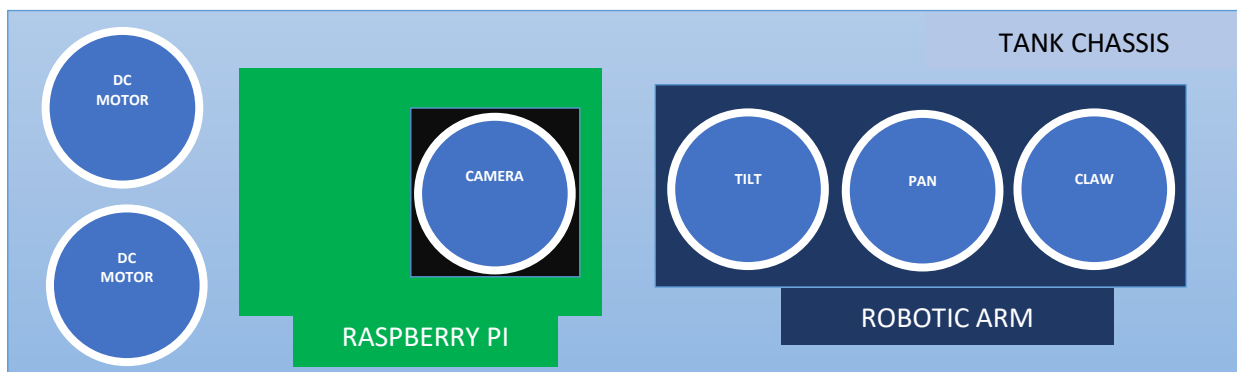 TANK CHASSIS
DC
MOTOR
CAMERA
TILT
PAN
CLAW
DC
MOTOR
ROBOTIC ARM
RASPBERRY PI